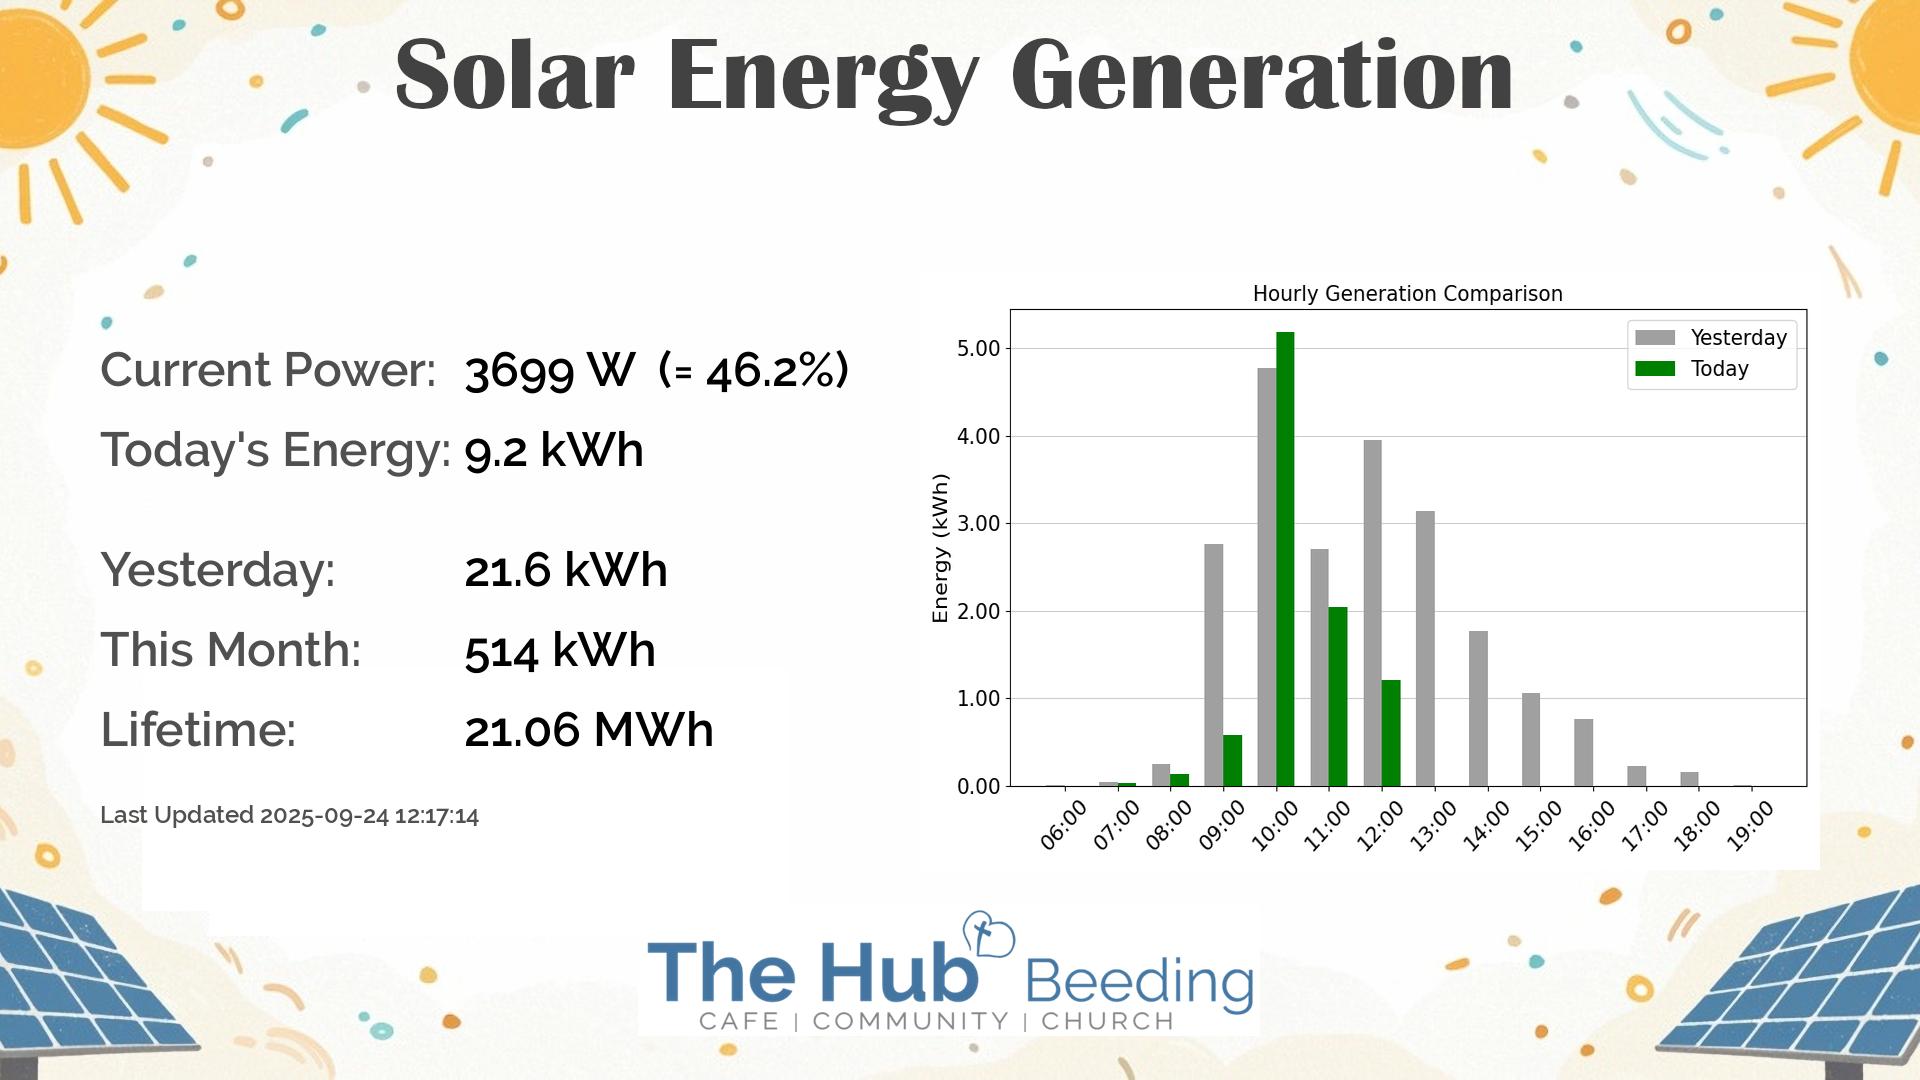 Solar Energy Generation
Current Power: 3699 W (= 46.2%)
Today's Energy: 9.2 kWh
Yesterday: 21.6 kWh
This Month: 514 kWh
Lifetime: 21.06 MWh
Last Updated 2025-09-24 12:17:14
Hourly Generation Comparison
Yesterday
Today
Energy (kWh)
5.00
4.00
3.00
2.00
1.00
0.00
06:00 07:00 08:00 09:00 10:00 11:00 12:00 13:00 14:00 15:00 16:00 17:00 18:00 19:00
The Hub Beeding
CAFE | COMMUNITY | CHURCH